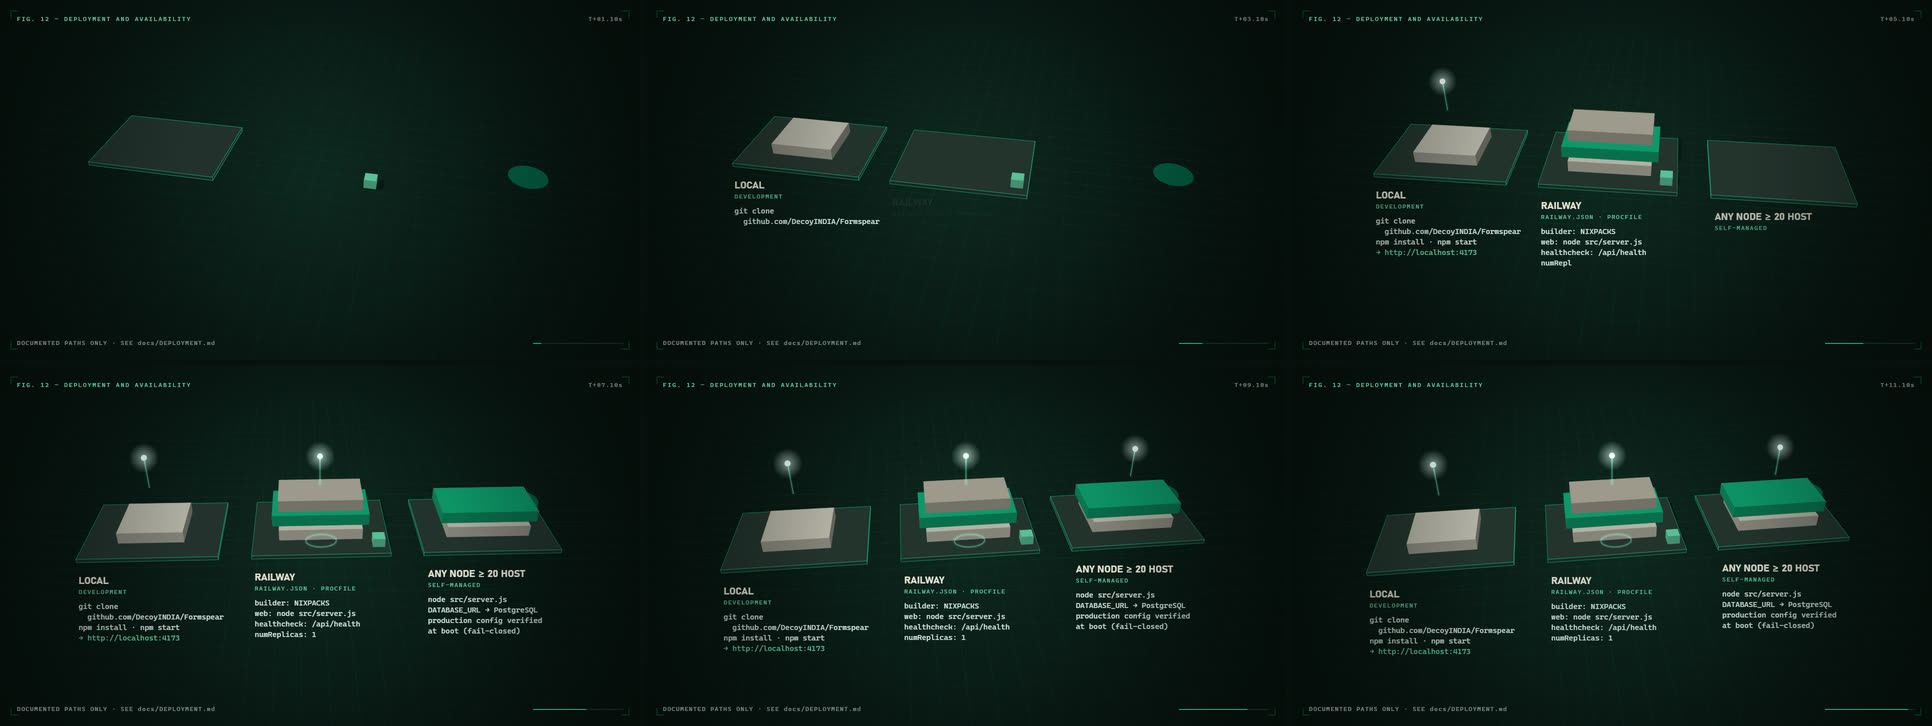 FIG. 12 – DEPLOYMENT AND AVAILABILITY
T+01.10s
DOCUMENTED PATHS ONLY · SEE docs/DEPLOYMENT.md
FIG. 12 – DEPLOYMENT AND AVAILABILITY
T+03.10s
LOCAL
DEVELOPMENT
git clone
github.com/DecoyINDIA/Formspear
RAILWAY
DOCUMENTED PATHS ONLY · SEE docs/DEPLOYMENT.md
FIG. 12 – DEPLOYMENT AND AVAILABILITY
T+05.10s
LOCAL
DEVELOPMENT
git clone
github.com/DecoyINDIA/Formspear
npm install · npm start
→ http://localhost:4173
RAILWAY
RAILWAY.JSON · PROCFILE
builder: NIXPACKS
web: node src/server.js
healthcheck: /api/health
numRepl
ANY NODE ≥ 20 HOST
SELF-MANAGED
DOCUMENTED PATHS ONLY · SEE docs/DEPLOYMENT.md
FIG. 12 – DEPLOYMENT AND AVAILABILITY
T+07.10s
LOCAL
DEVELOPMENT
git clone
github.com/DecoyINDIA/Formspear
npm install · npm start
→ http://localhost:4173
RAILWAY
RAILWAY.JSON · PROCFILE
builder: NIXPACKS
web: node src/server.js
healthcheck: /api/health
numReplicas: 1
ANY NODE ≥ 20 HOST
SELF-MANAGED
node src/server.js
DATABASE_URL → PostgreSQL
production config verified
at boot (fail-closed)
DOCUMENTED PATHS ONLY · SEE docs/DEPLOYMENT.md
FIG. 12 – DEPLOYMENT AND AVAILABILITY
T+09.10s
LOCAL
DEVELOPMENT
git clone
github.com/DecoyINDIA/Formspear
npm install · npm start
→ http://localhost:4173
RAILWAY
RAILWAY.JSON · PROCFILE
builder: NIXPACKS
web: node src/server.js
healthcheck: /api/health
numReplicas: 1
ANY NODE ≥ 20 HOST
SELF-MANAGED
node src/server.js
DATABASE_URL → PostgreSQL
production config verified
at boot (fail-closed)
DOCUMENTED PATHS ONLY · SEE docs/DEPLOYMENT.md
FIG. 12 – DEPLOYMENT AND AVAILABILITY
T+11.10s
LOCAL
DEVELOPMENT
git clone
github.com/DecoyINDIA/Formspear
npm install · npm start
→ http://localhost:4173
RAILWAY
RAILWAY.JSON · PROCFILE
builder: NIXPACKS
web: node src/server.js
healthcheck: /api/health
numReplicas: 1
ANY NODE ≥ 20 HOST
SELF-MANAGED
node src/server.js
DATABASE_URL → PostgreSQL
production config verified
at boot (fail-closed)
DOCUMENTED PATHS ONLY · SEE docs/DEPLOYMENT.md